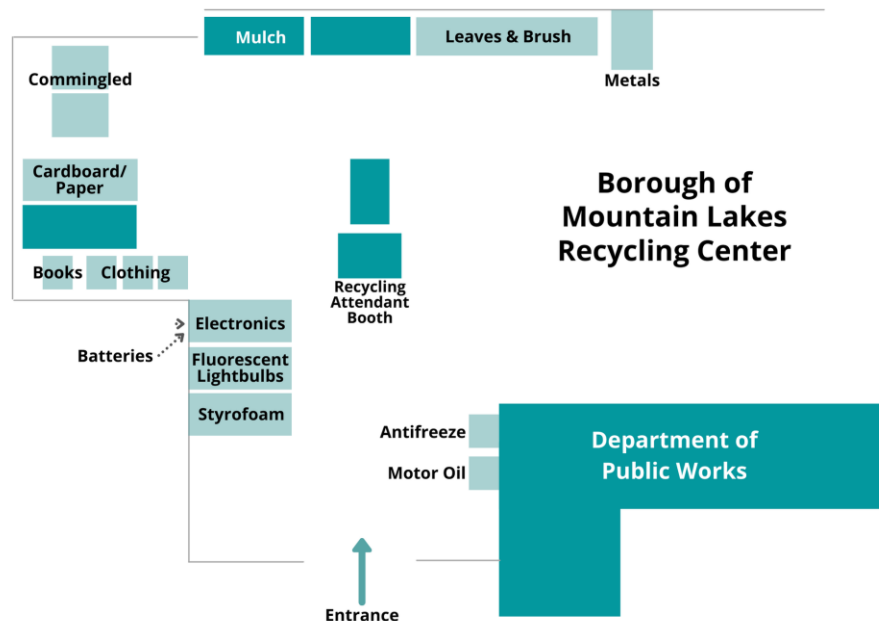 Mulch
Leaves & Brush
Commingled
Metals
Cardboard/
Paper
Borough of
Mountain Lakes
Recycling Center
Books
Clothing
Recycling
Attendant
Booth
Electronics
Batteries
Fluorescent
Lightbulbs
Styrofoam
Antifreeze
Motor Oil
Department of
Public Works
Entrance